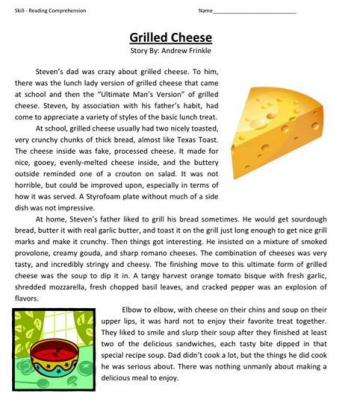 Skill - Reading Comprehension Name
Grilled Cheese
Story By: Andrew Frinkle
Steven's dad was crazy about grilled cheese. To him,
there was the lunch lady version of grilled cheese that came
at school and then the "Ultimate Man's Version" of grilled
cheese. Steven, by association with his father's habit, had
come to appreciate a variety of styles of the basic lunch treat.
At school, grilled cheese usually had two nicely toasted,
very crunchy chunks of thick bread, almost like Texas Toast.
The cheese inside was fake, processed cheese. It made for
nice, gooey, evenly-melted cheese inside, and the buttery
outside reminded one of a crouton on salad. It was not
horrible, but could be improved upon, especially in terms of
how it was served. A Styrofoam plate without much of a side
dish was not impressive.
At home, Steven's father liked to grill his bread sometimes. He would get sourdough
bread, butter it with real garlic butter, and toast it on the grill just long enough to get nice grill
marks and make it crunchy. Then things got interesting. He insisted on a mixture of smoked
provolone, creamy gouda, and sharp romano cheeses. The combination of cheeses was very
tasty, and incredibly stringy and cheesy. The finishing move to this ultimate form of grilled
cheese was the soup to dip it in. A tangy harvest orange tomato bisque with fresh garlic,
shredded mozzarella, fresh chopped basil leaves, and cracked pepper was an explosion of
flavors.
Elbow to elbow, with cheese on their chins and soup on their
upper lips, it was hard not to enjoy their favorite treat together.
They liked to smile and slurp their soup after they finished at least
two of the delicious sandwiches, each tasty bite dipped in that
special recipe soup. Dad didn't cook a lot, but the things he did cook
he was serious about. There was nothing unmanly about making a
delicious meal to enjoy.